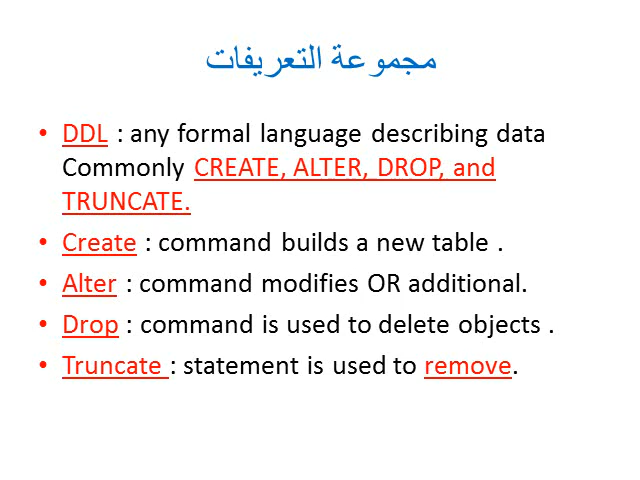 مجموعة التعريفات
• DDL : any formal language describing data
Commonly CREATE, ALTER, DROP, and
TRUNCATE.
• Create : command builds a new table .
• Alter : command modifies OR additional.
• Drop : command is used to delete objects .
• Truncate : statement is used to remove.